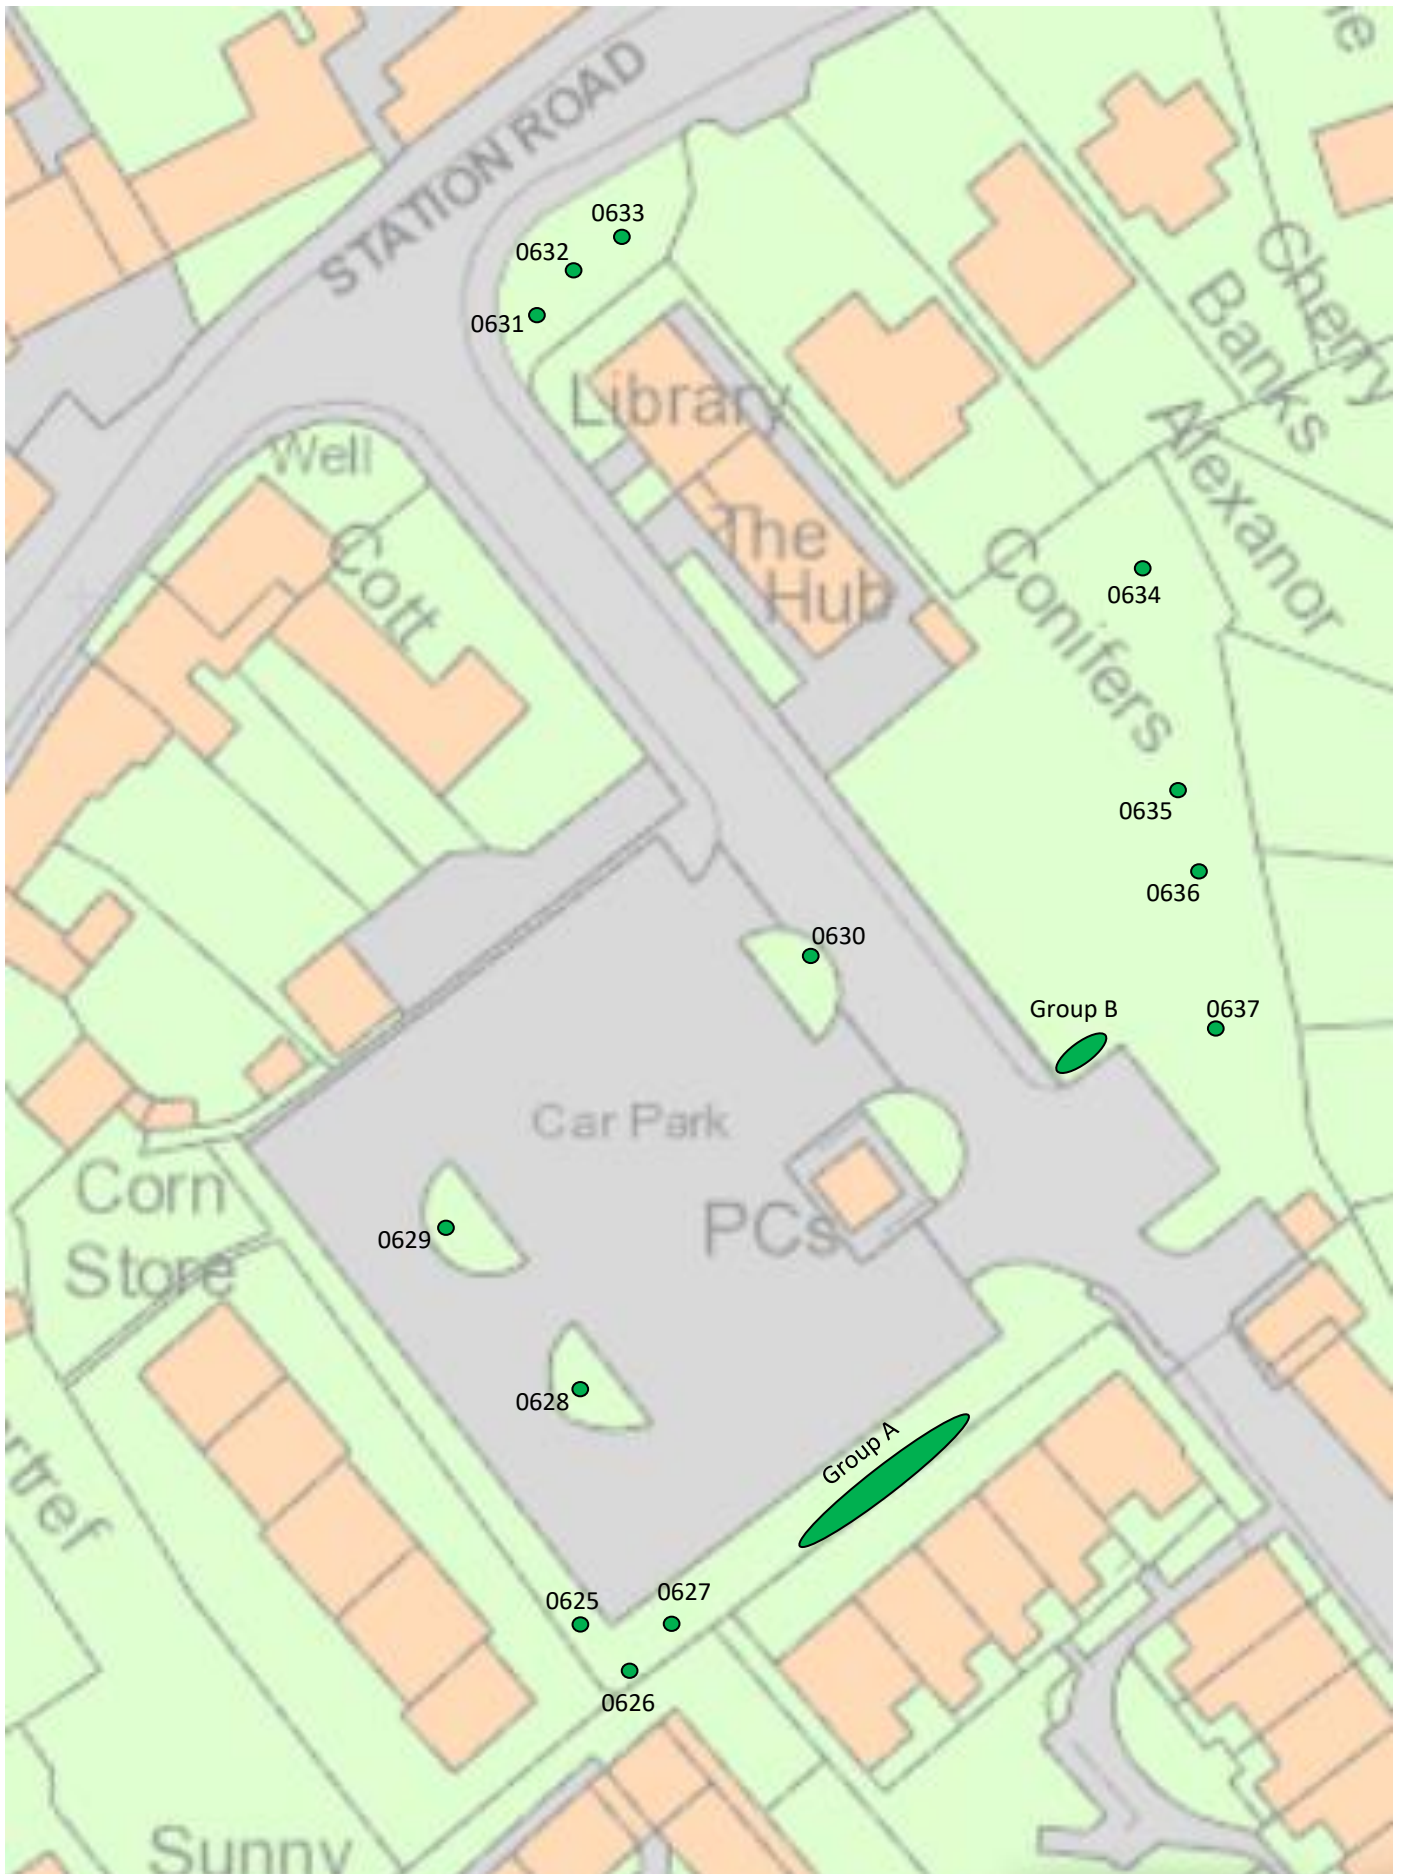 STATION ROAD
0633
0632
0631
Library
Well
Cherry
Banks
Alexanor
The
Hub
Cott
Conifers
0634
0635
0636
0630
Group B
0637
Car Park
Corn
Store
PCs
0629
0628
Group A
0625
0627
0626
Sunny